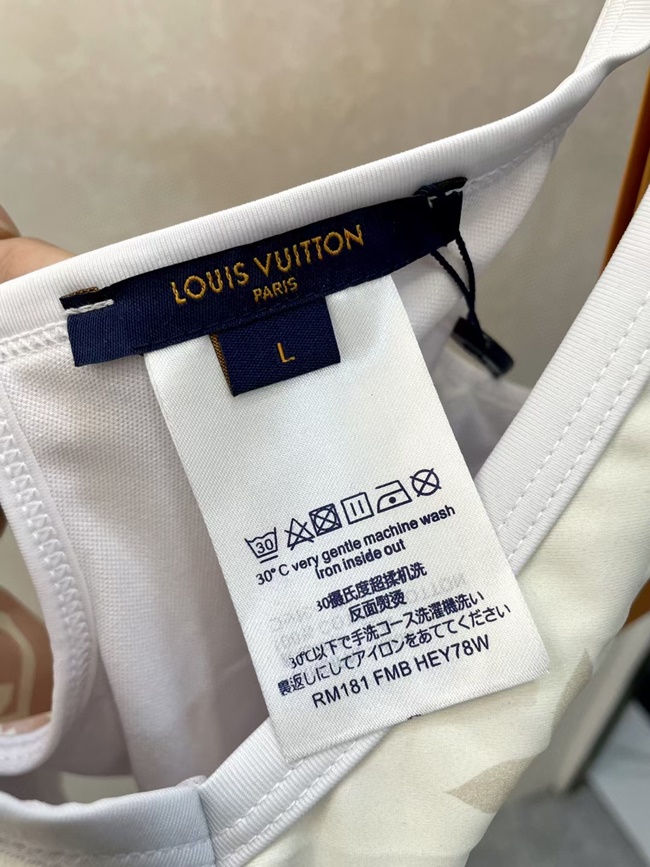 LOUIS VUITTON
PARIS
L
30
30°C very gentle machine wash
Iron inside out
30攝氏度超揉机洗
反面熨烫
30℃以下で手洗コース洗濯機洗い
裏返しにしてアイロンをあててください
RM181 FMB HEY78W